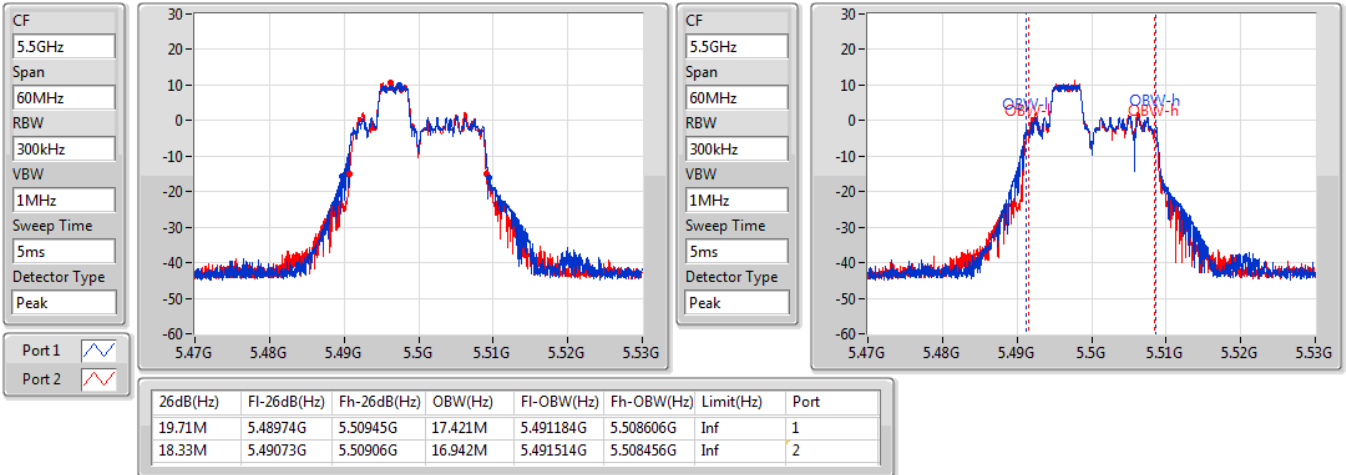 CF
5.5GHz
Span
60MHz
RBW
300kHz
VBW
1MHz
Sweep Time
5ms
Detector Type
Peak
30
20
10
0
-10
-20
-30
-40
-50
-60
5.47G 5.48G 5.49G 5.5G 5.51G 5.52G 5.53G
CF
5.5GHz
Span
60MHz
RBW
300kHz
VBW
1MHz
Sweep Time
5ms
Detector Type
Peak
30
20
10
0
-10
-20
-30
-40
-50
-60
OBW-l
OBW-l
OBW-h
OBW-h
5.47G 5.48G 5.49G 5.5G 5.51G 5.52G 5.53G
Port 1
Port 2
26dB(Hz) Fl-26dB(Hz) Fh-26dB(Hz) OBW(Hz) Fl-OBW(Hz) Fh-OBW(Hz) Limit(Hz) Port
19.71M 5.48974G 5.50945G 17.421M 5.491184G 5.508606G Inf 1
18.33M 5.49073G 5.50906G 16.942M 5.491514G 5.508456G Inf 2